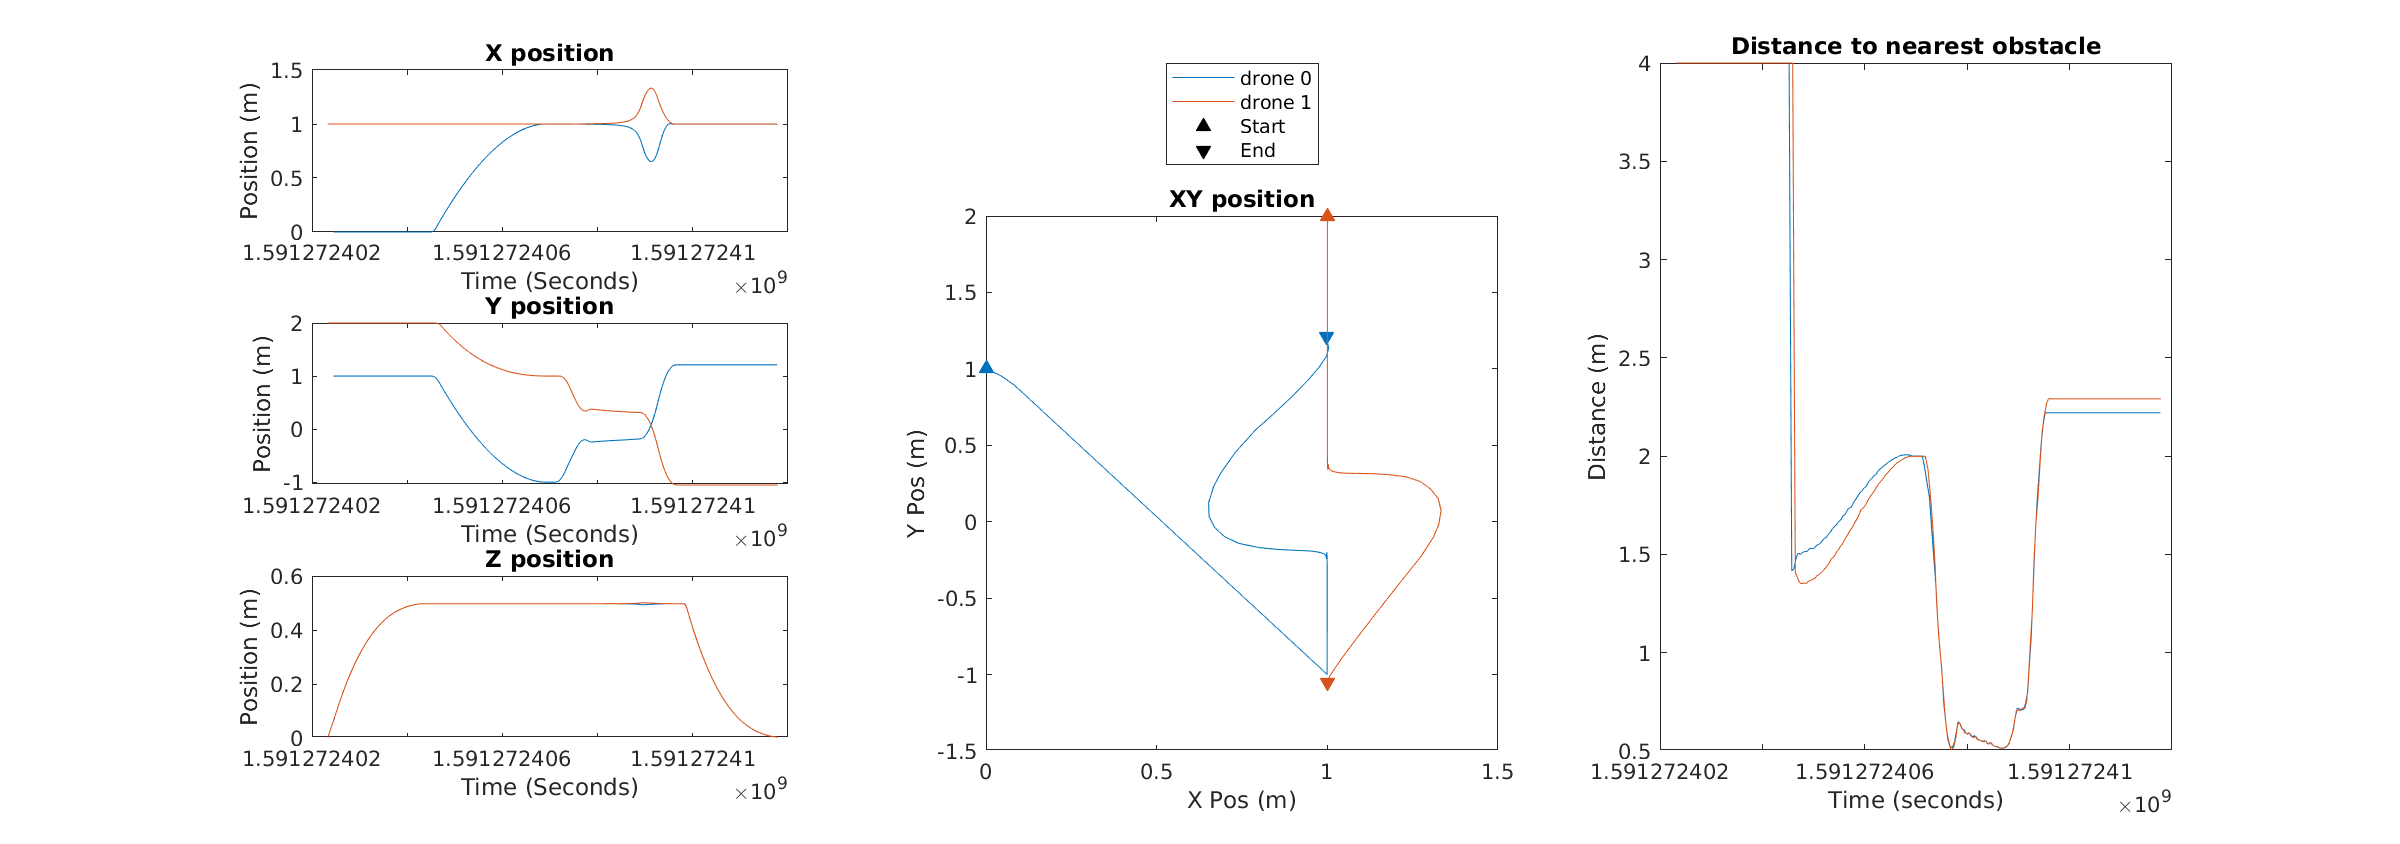 X position
1.5
1
0.5
0
Position (m)
1.591272402
1.591272406
1.59127241
Time (Seconds)
×10^9
Y position
2
1
0
-1
Position (m)
1.591272402
1.591272406
1.59127241
Time (Seconds)
×10^9
Z position
0.6
0.4
0.2
0
Position (m)
1.591272402
1.591272406
1.59127241
Time (Seconds)
×10^9
drone 0
drone 1
Start
End
XY position
2
1.5
1
0.5
0
-0.5
-1
-1.5
Y Pos (m)
0
0.5
1
1.5
X Pos (m)
Distance to nearest obstacle
4
3.5
3
2.5
2
1.5
1
0.5
Distance (m)
1.591272402
1.591272406
1.59127241
Time (seconds)
×10^9